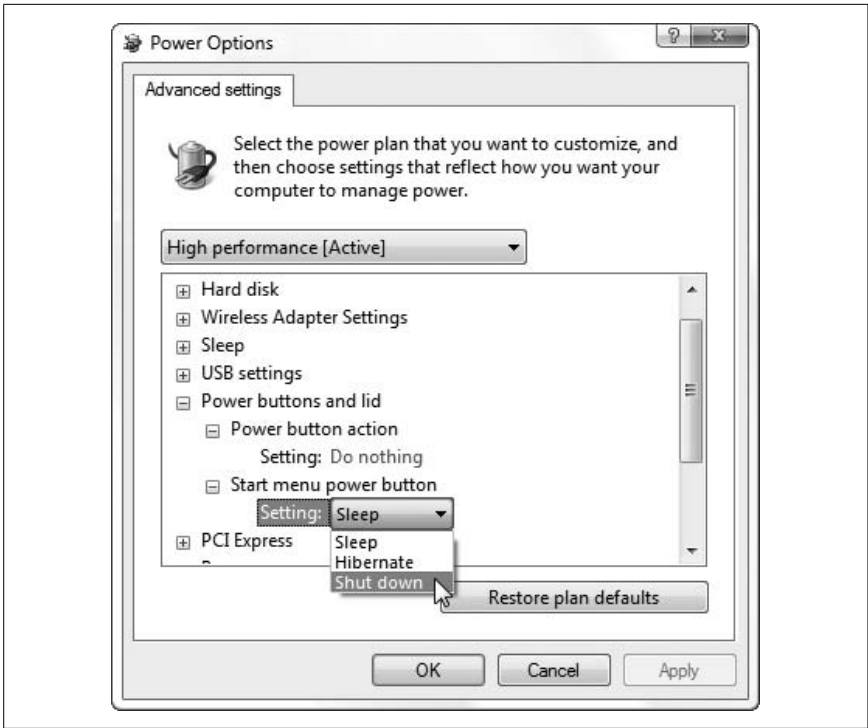 Power Options
Advanced settings
Select the power plan that you want to customize, and
then choose settings that reflect how you want your
computer to manage power.
High performance [Active]
Hard disk
Wireless Adapter Settings
Sleep
USB settings
Power buttons and lid
Power button action
Setting: Do nothing
Start menu power button
Setting: Sleep
PCI Express
Sleep
Hibernate
Shut down
Restore plan defaults
OK Cancel Apply